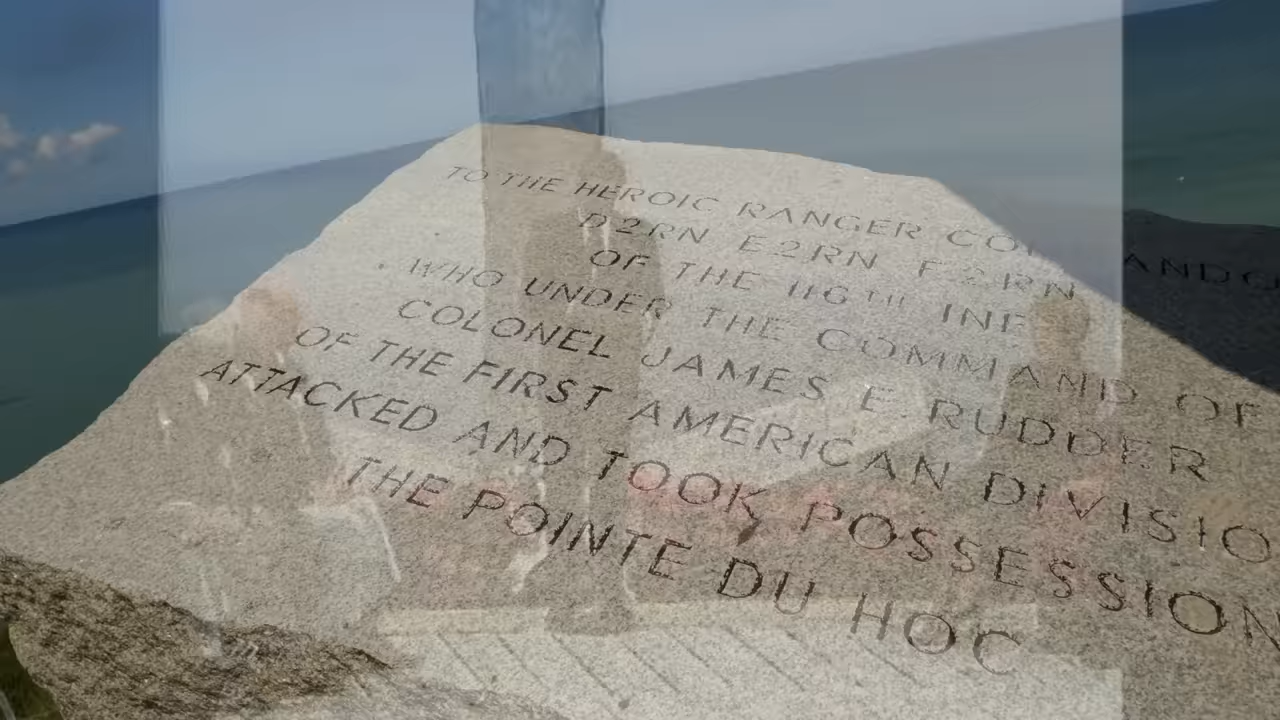 TO THE HEROIC RANGER CO
D2RN E2RN F2RN
OF THE 116TH INF
WHO UNDER THE COMMAND OF
COLONEL JAMES E. RUDDER
OF THE FIRST AMERICAN DIVISIO
ATTACKED AND TOOK POSSESSION
THE POINTE DU HOC